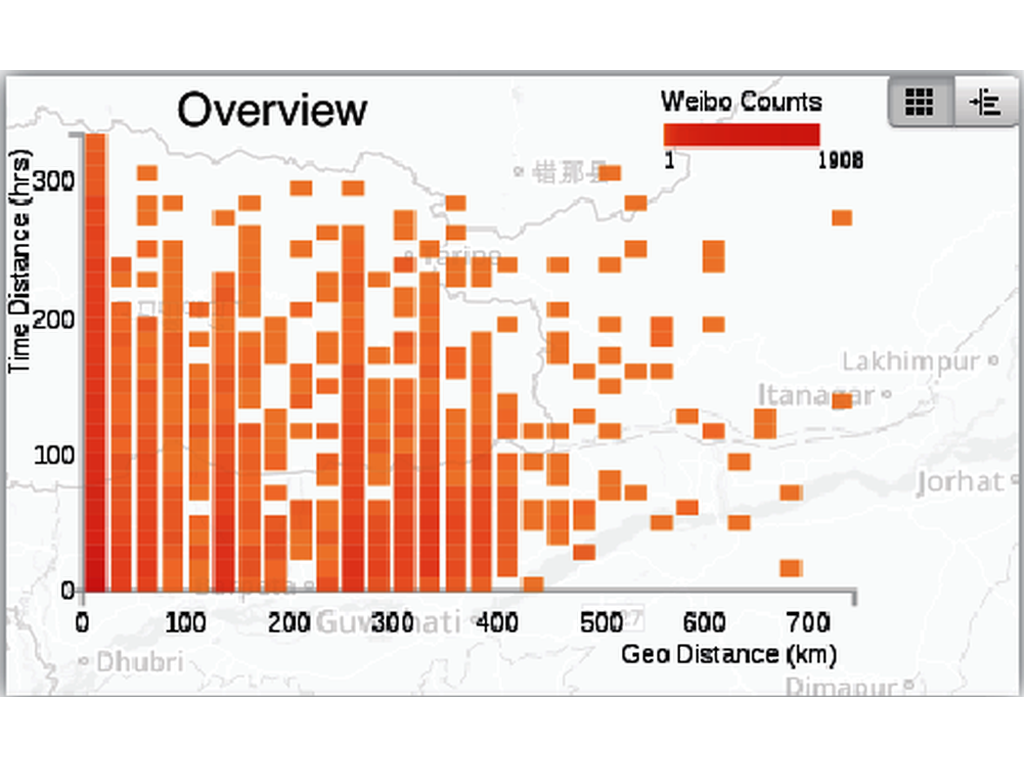 Overview
Weibo Counts
1 1908
Time Distance (hrs)
300
200
100
0
0 100 200 300 400 500 600 700
Geo Distance (km)
错那县
Lakhimpur
Itanagar
Jorhat
Guwahati
27
Dhubri
Dimapur